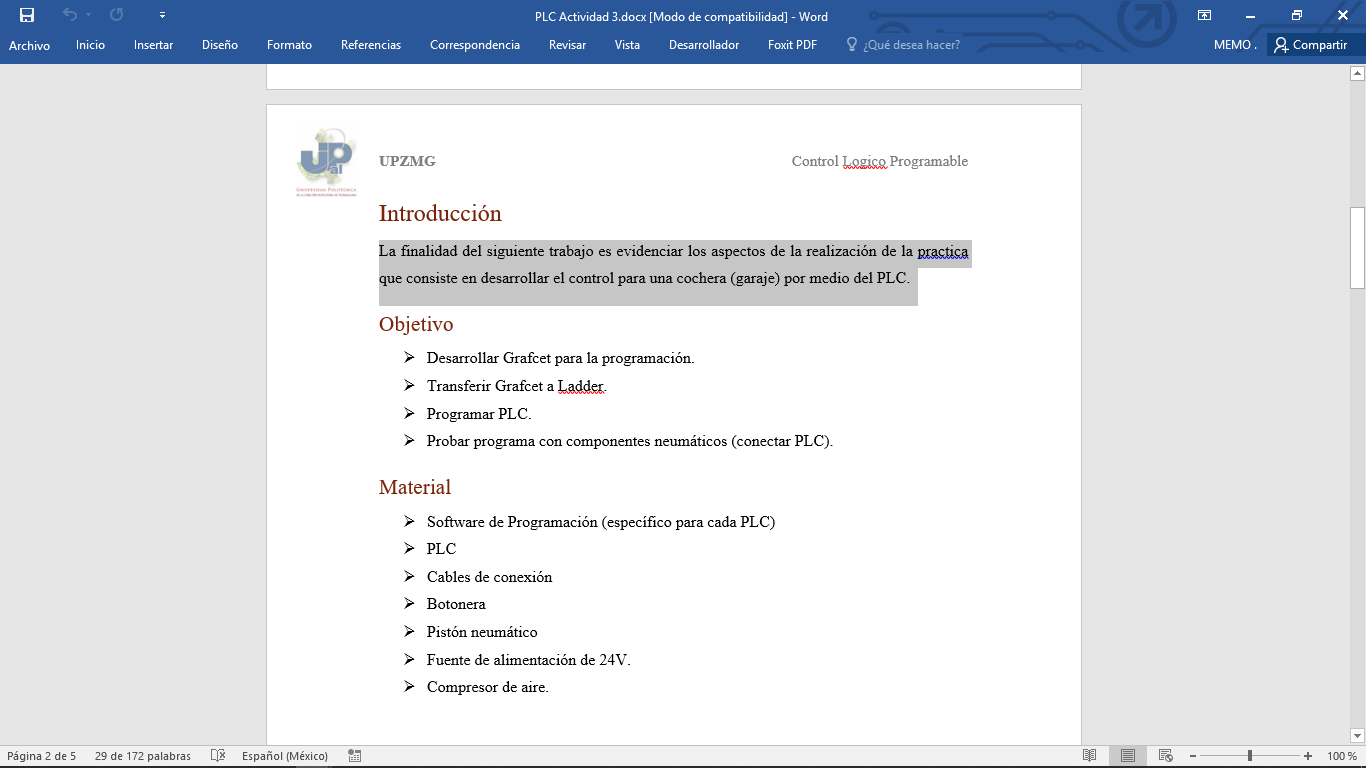 PLC Actividad 3.docx [Modo de compatibilidad] - Word
Archivo Inicio Insertar Diseño Formato Referencias Correspondencia Revisar Vista Desarrollador Foxit PDF ¿Qué desea hacer? MEMO . Compartir
UPZMG Control Logico Programable
Introducción
La finalidad del siguiente trabajo es evidenciar los aspectos de la realización de la practica
que consiste en desarrollar el control para una cochera (garaje) por medio del PLC.
Objetivo
Desarrollar Grafcet para la programación.
Transferir Grafcet a Ladder.
Programar PLC.
Probar programa con componentes neumáticos (conectar PLC).
Material
Software de Programación (específico para cada PLC)
PLC
Cables de conexión
Botonera
Pistón neumático
Fuente de alimentación de 24V.
Compresor de aire.
Página 2 de 5 29 de 172 palabras Español (México) 100 %